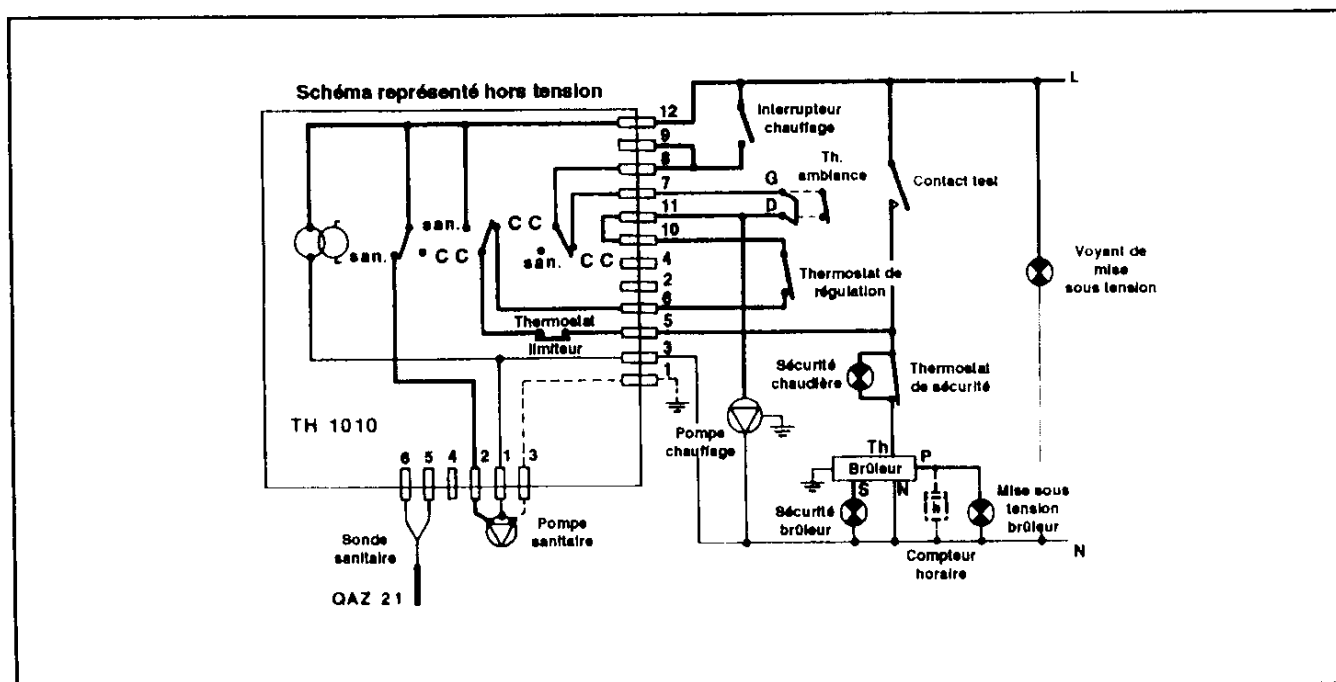 Schéma représenté hors tension
L
12
9
8
7
11
10
4
2
6
5
3
1
Interrupteur
chauffage
Th.
ambiance
G
D
Contact test
Voyant de
mise
sous tension
san.
C C
san.
C C
san.
C C
Thermostat de
régulation
Thermostat
limiteur
Sécurité
chaudière
Thermostat
de sécurité
TH 1010
Pompe
chauffage
Th
P
Brûleur
S
N
h
Sécurité
brûleur
Mise sous
tension
brûleur
Compteur
horaire
N
6
5
4
2
1
3
Sonde
sanitaire
Pompe
sanitaire
QAZ 21